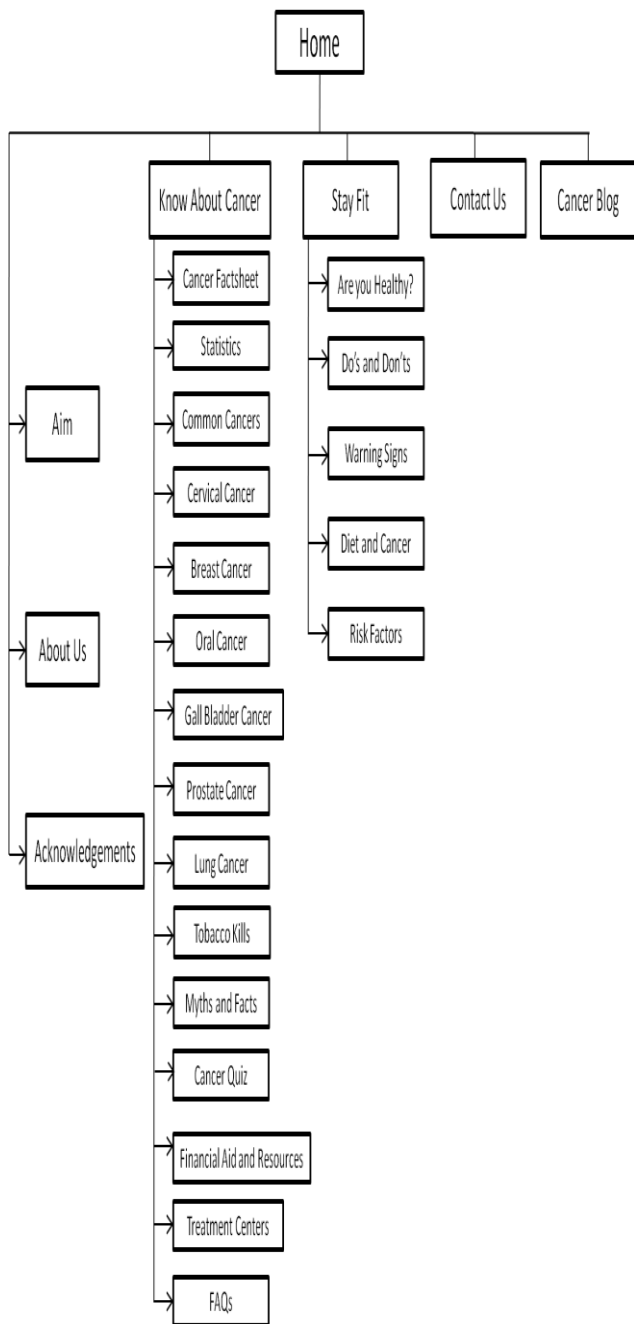 Home
Know About Cancer
Stay Fit
Contact Us
Cancer Blog
Aim
About Us
Acknowledgements
Cancer Factsheet
Statistics
Common Cancers
Cervical Cancer
Breast Cancer
Oral Cancer
Gall Bladder Cancer
Prostate Cancer
Lung Cancer
Tobacco Kills
Myths and Facts
Cancer Quiz
Financial Aid and Resources
Treatment Centers
FAQs
Are you Healthy?
Do's and Don'ts
Warning Signs
Diet and Cancer
Risk Factors